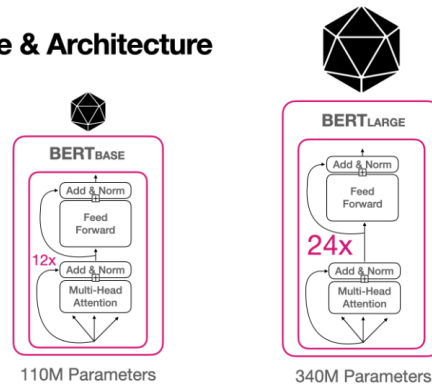 e & Architecture
BERTBASE
Add & Norm
Feed
Forward
12x
Add & Norm
Multi-Head
Attention
110M Parameters
BERTLARGE
Add & Norm
Feed
Forward
24x
Add & Norm
Multi-Head
Attention
340M Parameters